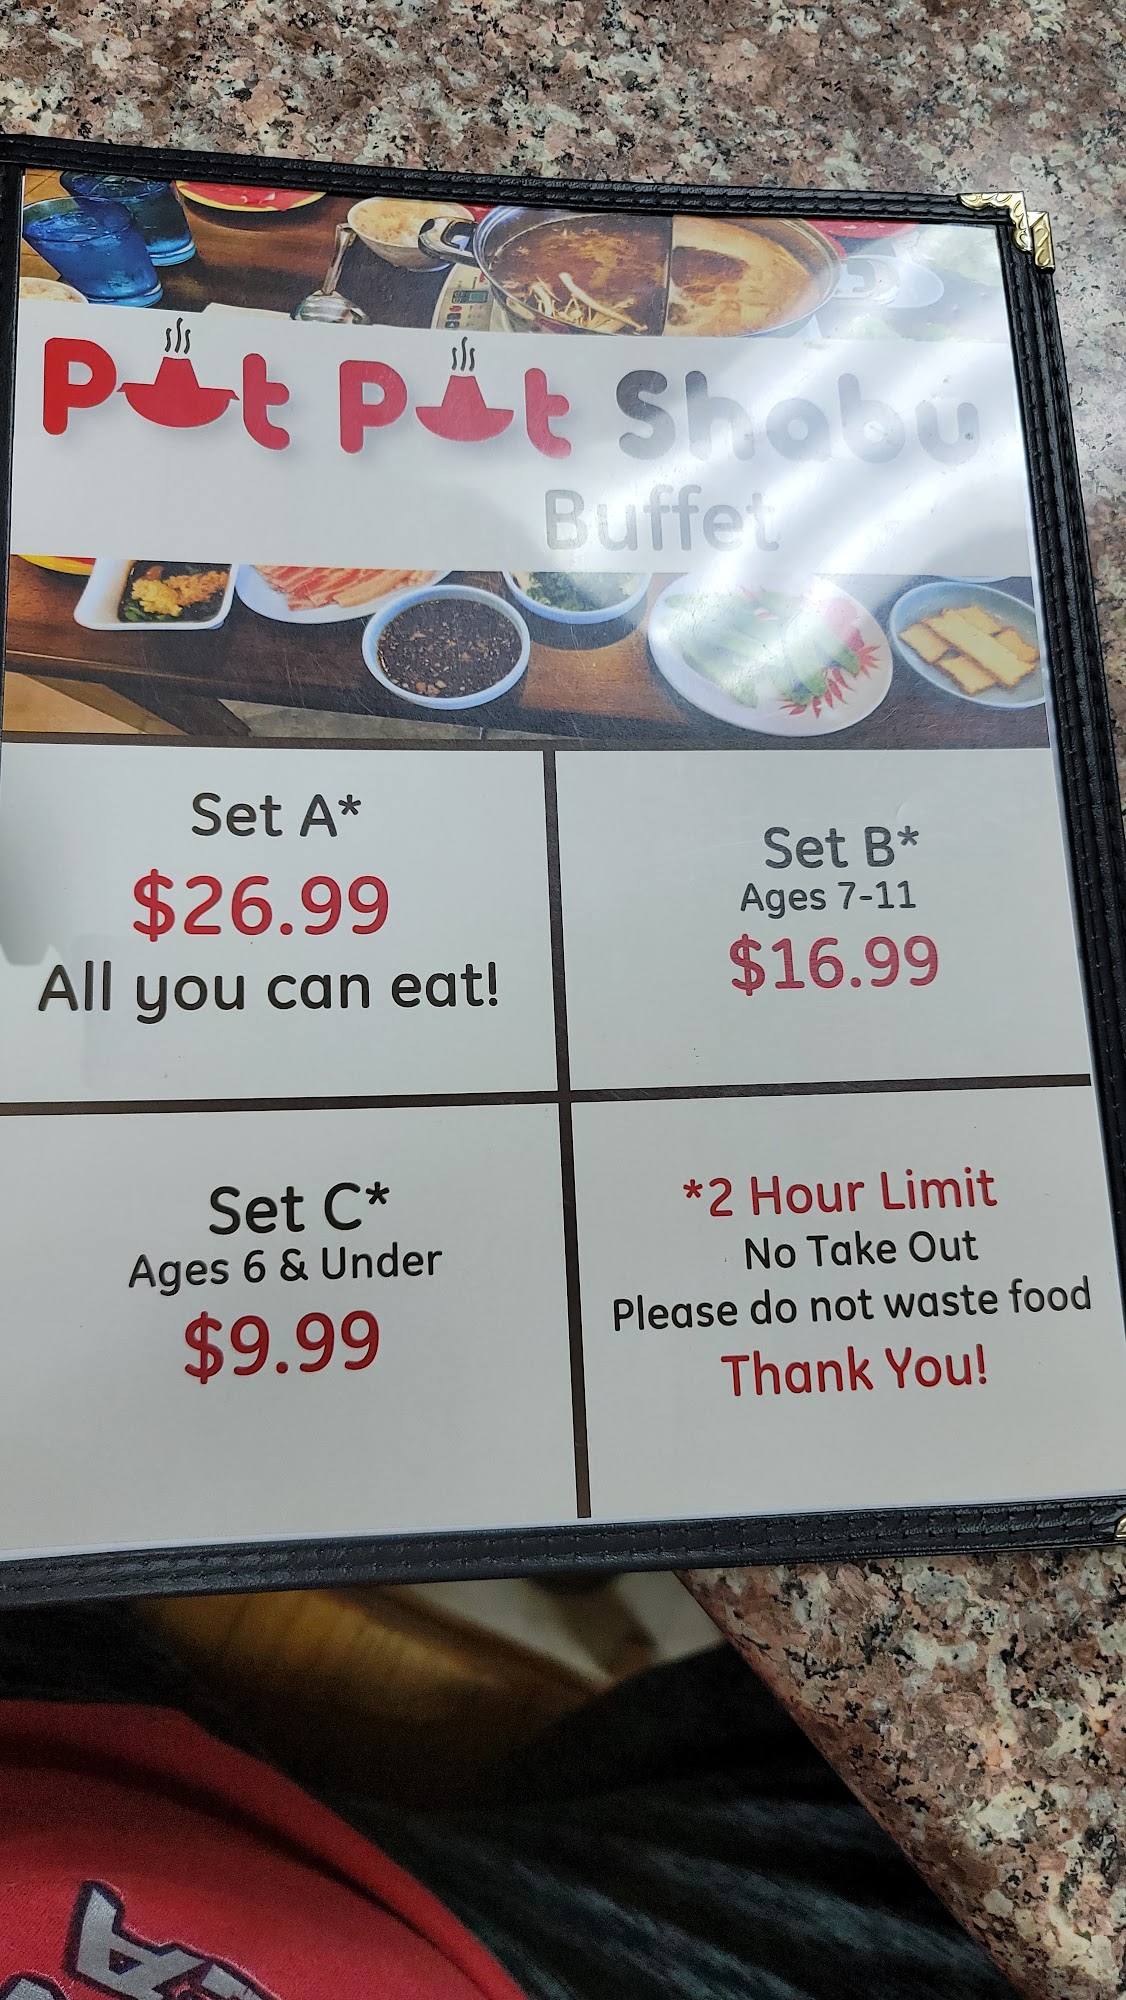 Pot Pot Shabu
Buffet
Set A*
$26.99
All you can eat!
Set B*
Ages 7-11
$16.99
Set C*
Ages 6 & Under
$9.99
*2 Hour Limit
No Take Out
Please do not waste food
Thank You!